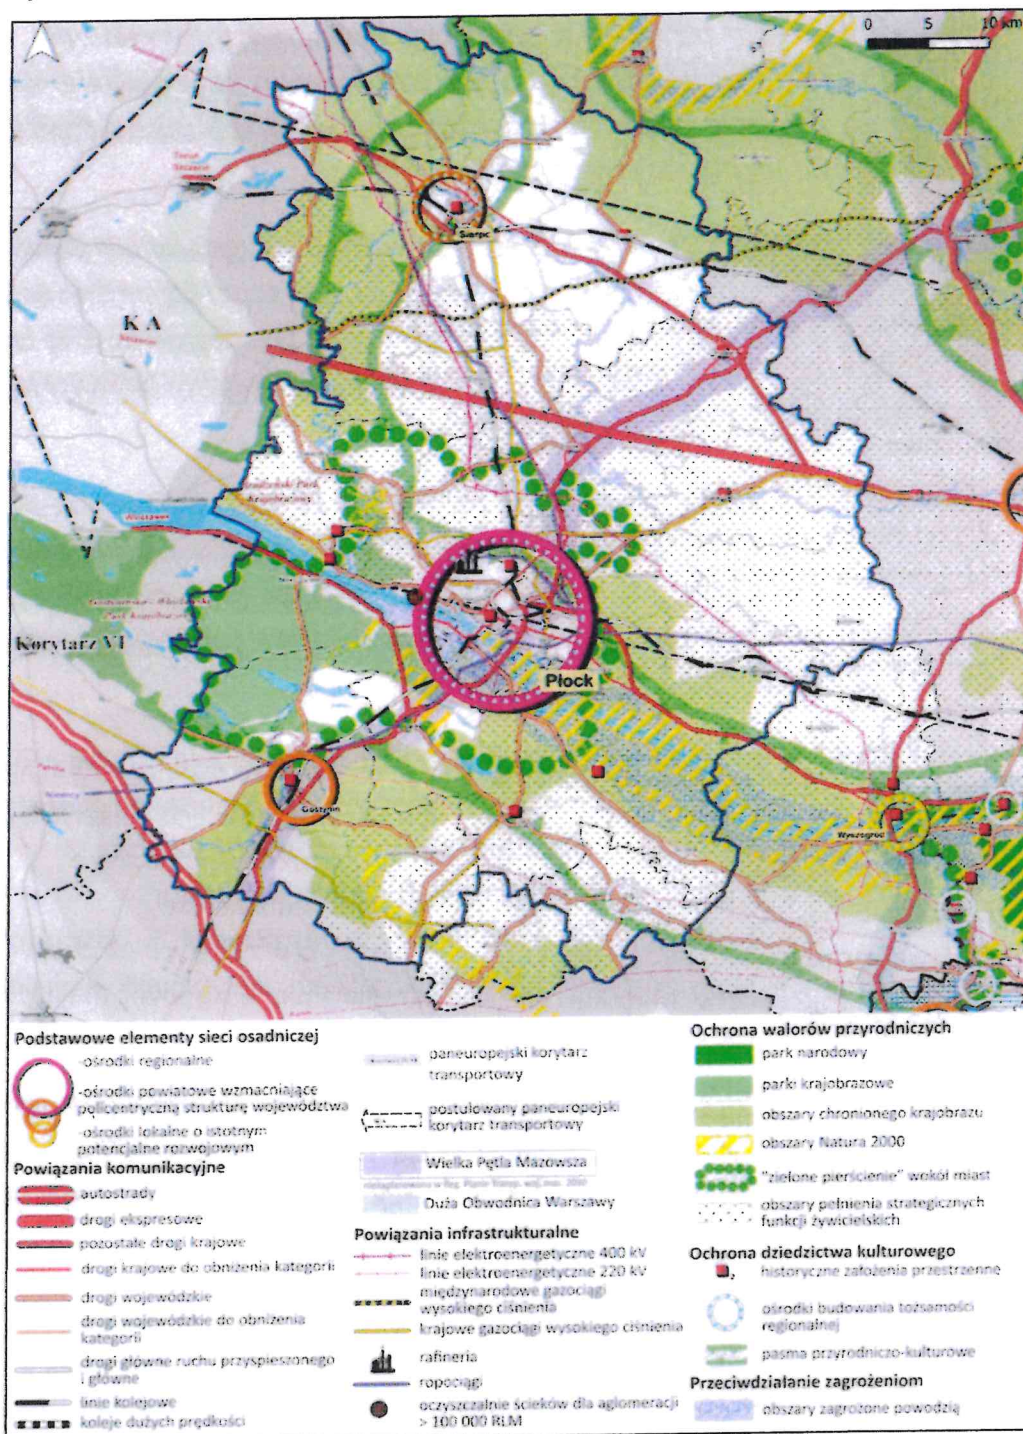 0 5 10 km
Sierpc
K A
Włocławek
Korytarz VI
Płock
Gostynin
Wyszogród
Podstawowe elementy sieci osadniczej
-ośrodki regionalne
-ośrodki powiatowe wzmacniające
policentryczną strukturę województwa
-ośrodki lokalne o istotnym
potencjale rozwojowym
Powiązania komunikacyjne
autostrady
drogi ekspresowe
pozostałe drogi krajowe
drogi krajowe do obniżenia kategorii
drogi wojewódzkie
drogi wojewódzkie do obniżenia
kategorii
drogi główne ruchu przyspieszonego
i główne
linie kolejowe
koleje dużych prędkości
paneuropejski korytarz
transportowy
postulowany paneuropejski
korytarz transportowy
Wielka Pętla Mazowsza
Duża Obwodnica Warszawy
Powiązania infrastrukturalne
linie elektroenergetyczne 400 kV
linie elektroenergetyczne 220 kV
międzynarodowe gazociągi
wysokiego ciśnienia
krajowe gazociągi wysokiego ciśnienia
rafineria
ropociągi
oczyszczalnie ścieków dla aglomeracji
> 100 000 RLM
Ochrona walorów przyrodniczych
park narodowy
parki krajobrazowe
obszary chronionego krajobrazu
obszary Natura 2000
"zielone pierścienie" wokół miast
obszary pełnienia strategicznych
funkcji żywicielskich
Ochrona dziedzictwa kulturowego
historyczne założenia przestrzenne
ośrodki budowania tożsamości
regionalnej
pasma przyrodniczo-kulturowe
Przeciwdziałanie zagrożeniom
obszary zagrożone powodzią